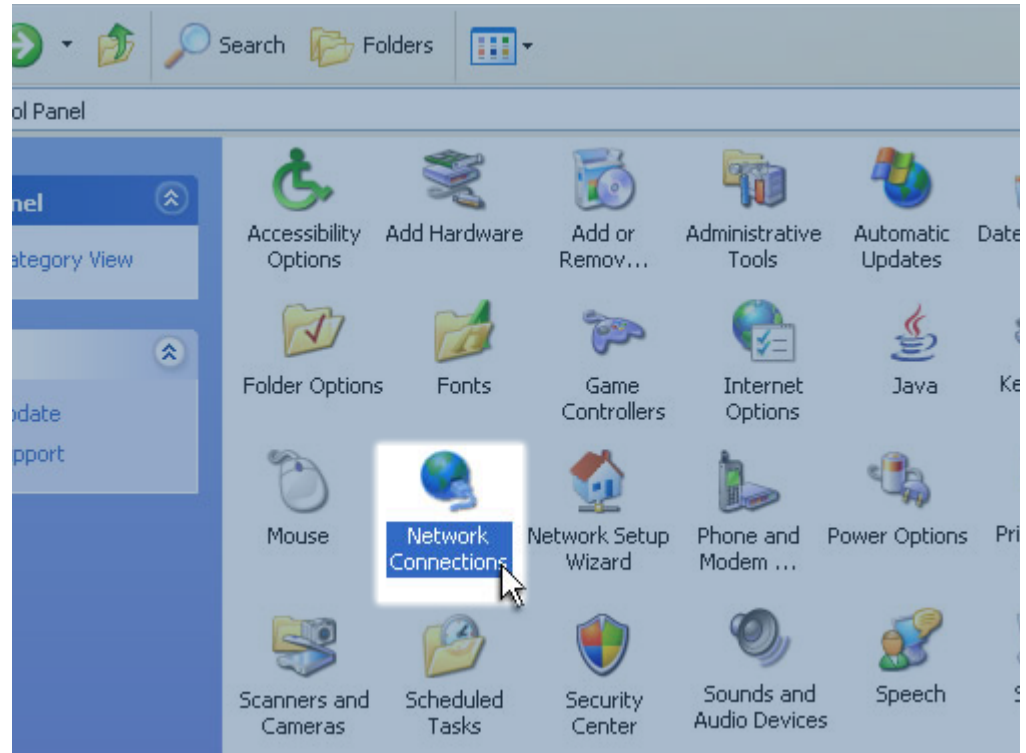 Search Folders
ol Panel
nel
ategory View
pdate
pport
Accessibility Options
Add Hardware
Add or Remov...
Administrative Tools
Automatic Updates
Date
Folder Options
Fonts
Game Controllers
Internet Options
Java
Ke
Mouse
Network Connections
Network Setup Wizard
Phone and Modem ...
Power Options
Pri
Scanners and Cameras
Scheduled Tasks
Security Center
Sounds and Audio Devices
Speech
S